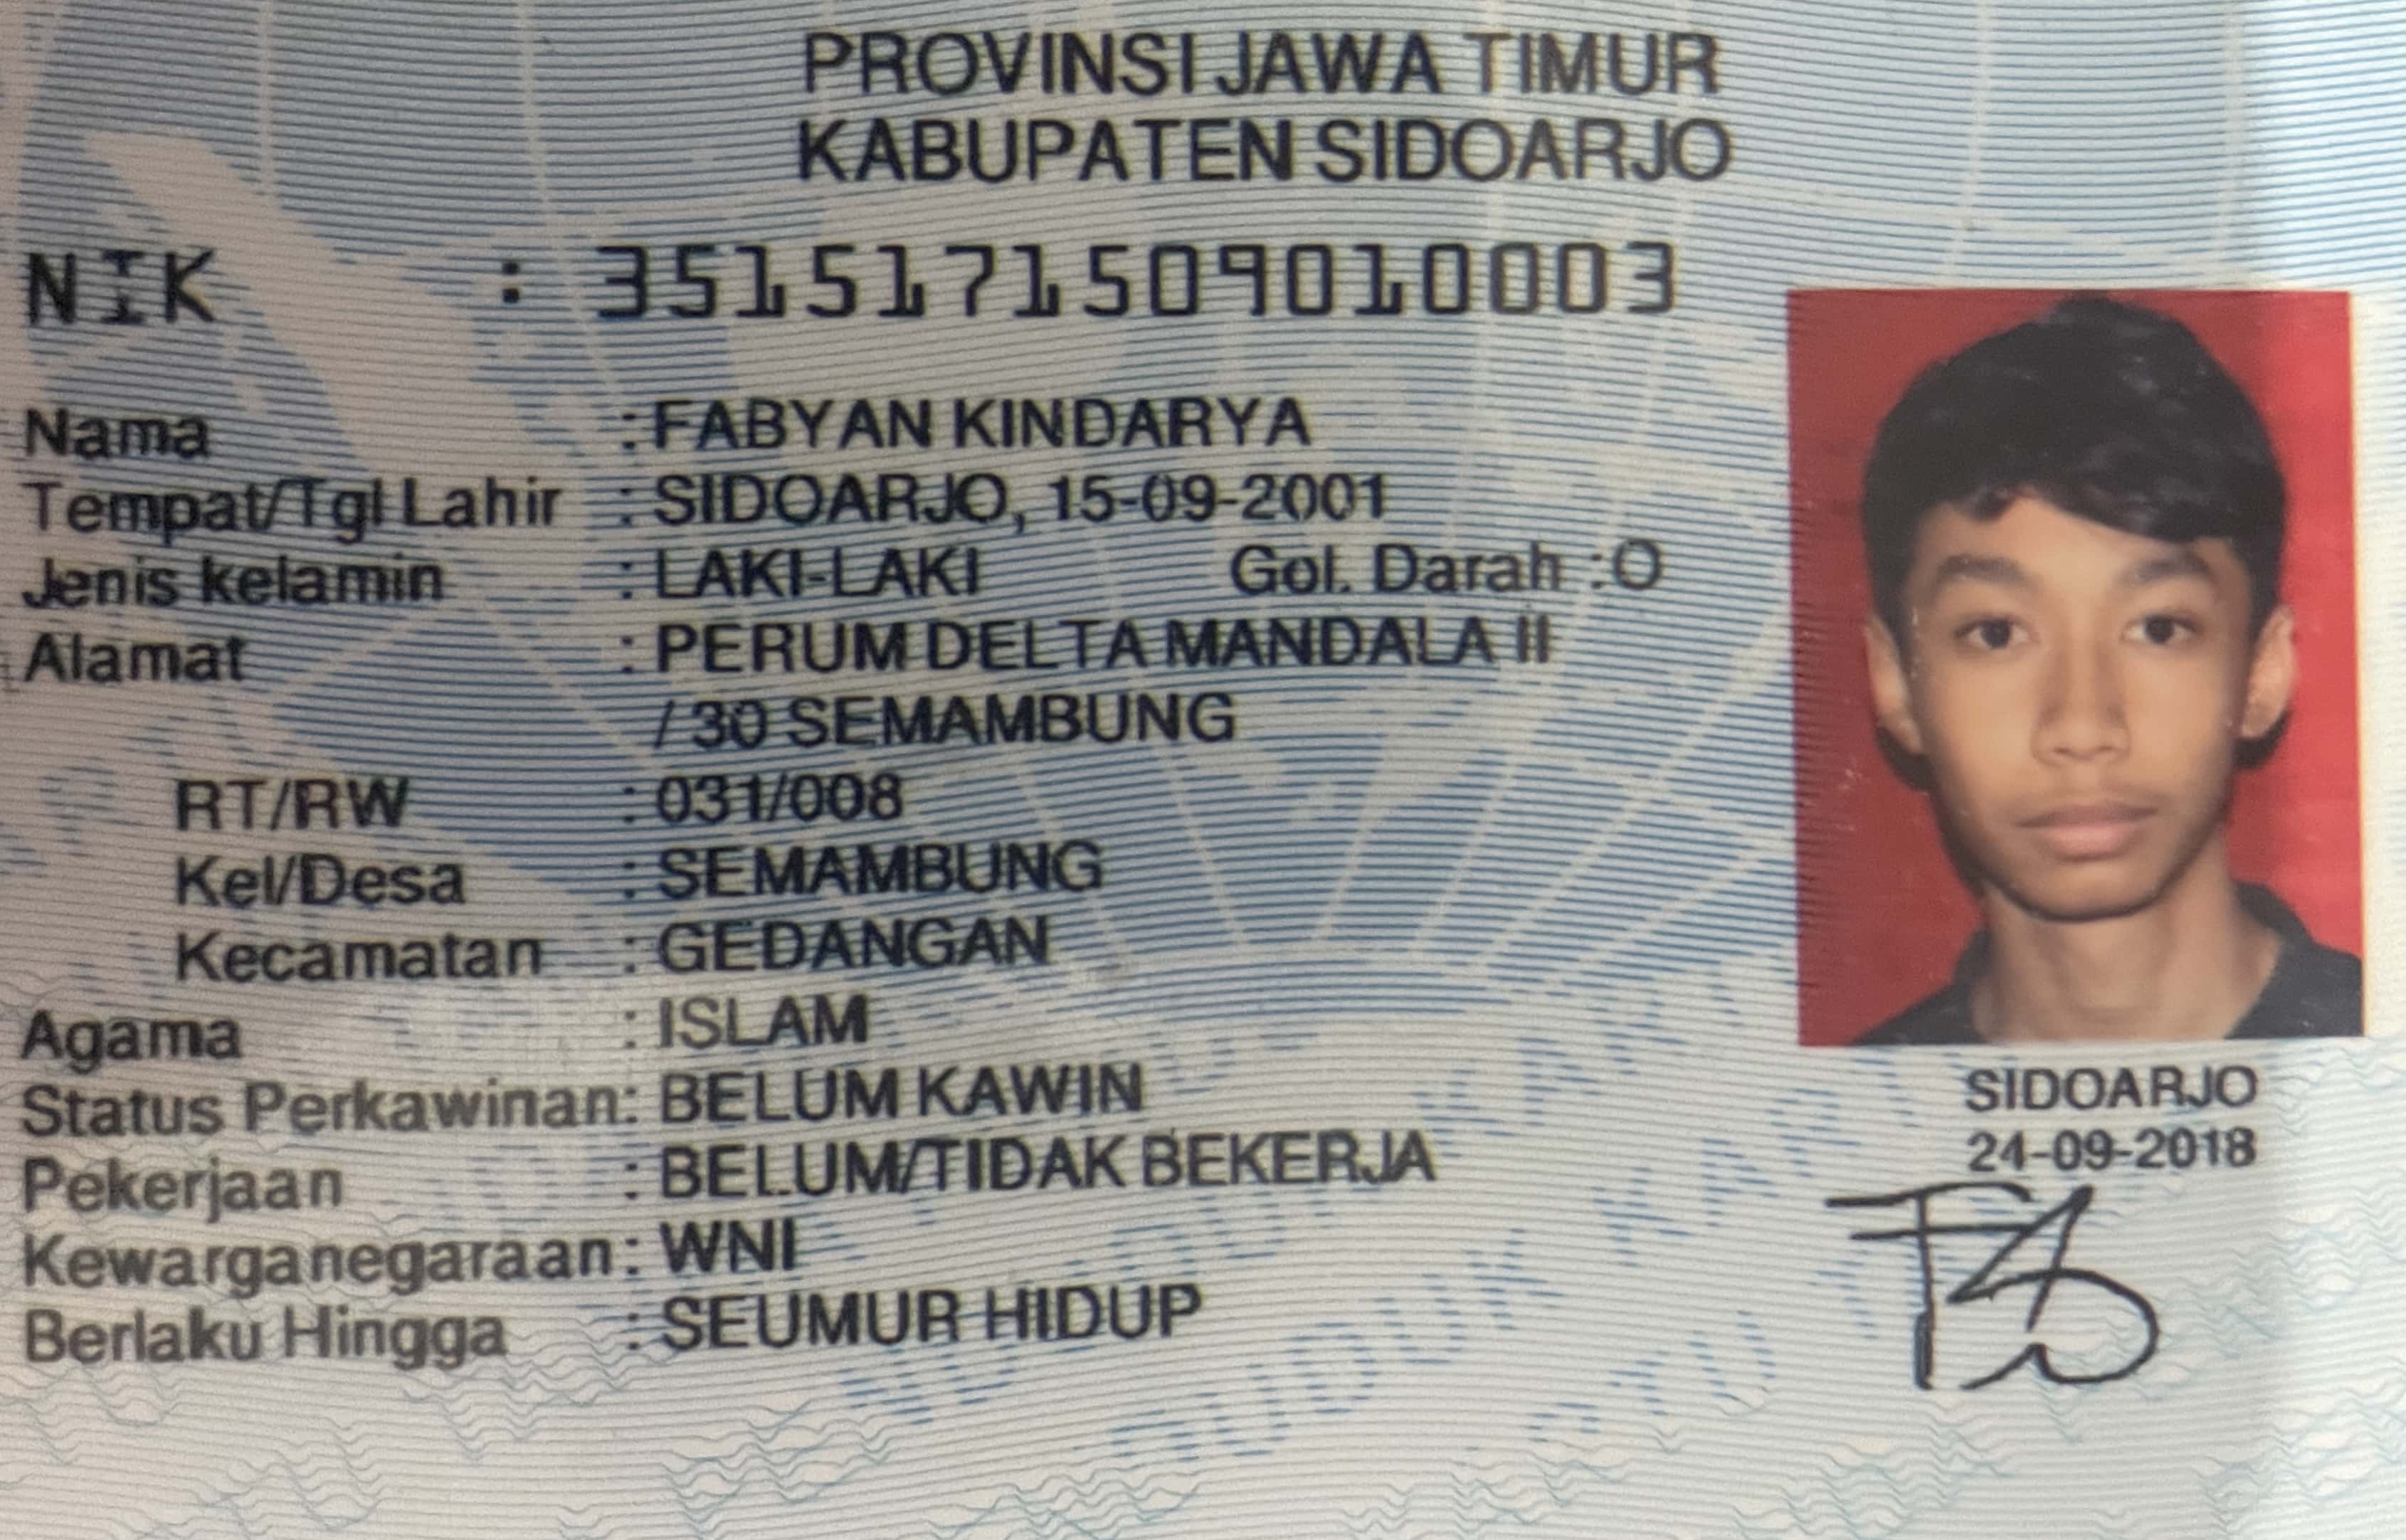 PROVINSI JAWA TIMUR
KABUPATEN SIDOARJO
NIK : 3515171509010003
Nama : FABYAN KINDARYA
Tempat/Tgl Lahir : SIDOARJO, 15-09-2001
Jenis kelamin : LAKI-LAKI Gol. Darah :O
Alamat : PERUM DELTA MANDALA II
/ 30 SEMAMBUNG
RT/RW : 031/008
Kel/Desa : SEMAMBUNG
Kecamatan : GEDANGAN
Agama : ISLAM
Status Perkawinan: BELUM KAWIN
Pekerjaan : BELUM/TIDAK BEKERJA
Kewarganegaraan: WNI
Berlaku Hingga : SEUMUR HIDUP
SIDOARJO
24-09-2018